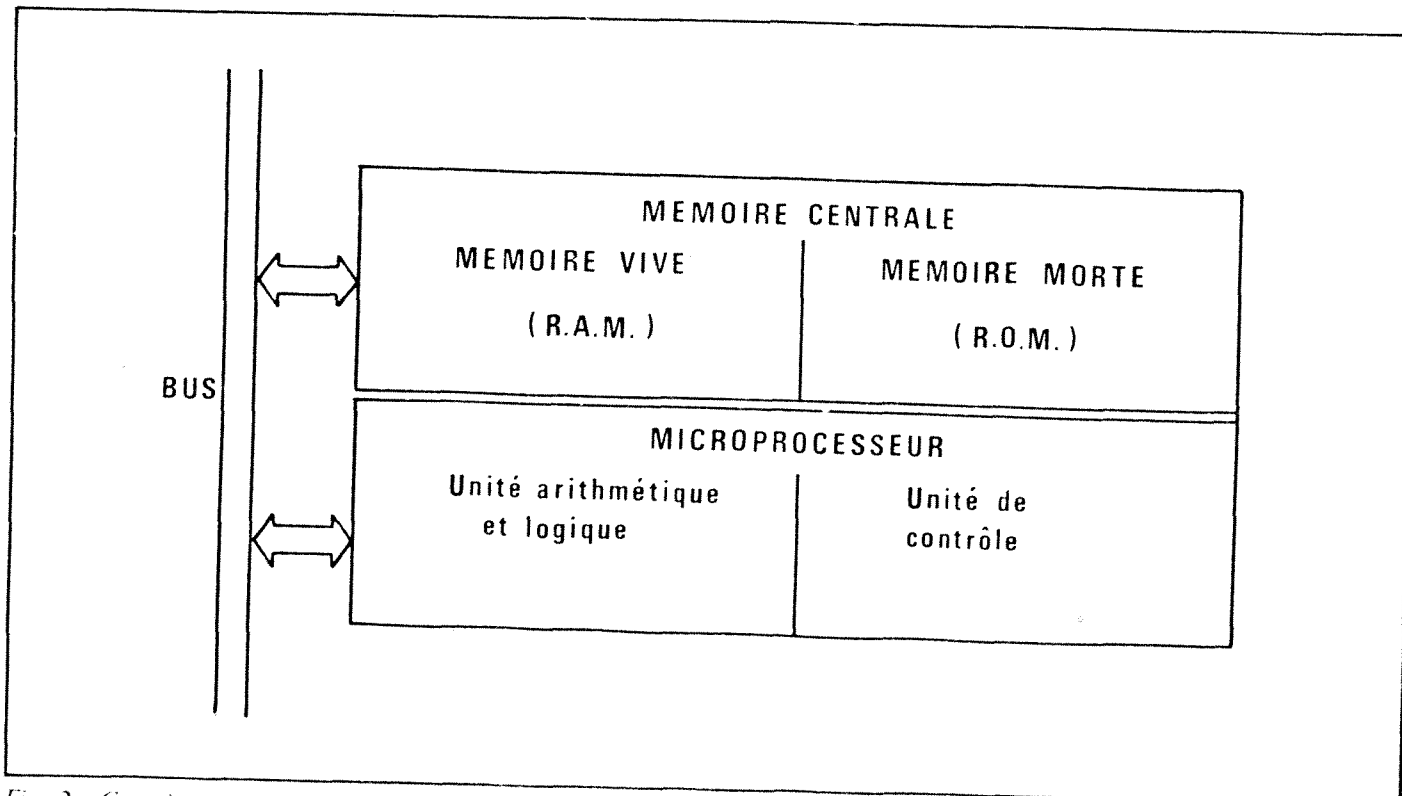 MEMOIRE CENTRALE
MEMOIRE VIVE
MEMOIRE MORTE
( R.A.M. )
( R.O.M. )
BUS
MICROPROCESSEUR
Unité arithmétique
et logique
Unité de
contrôle